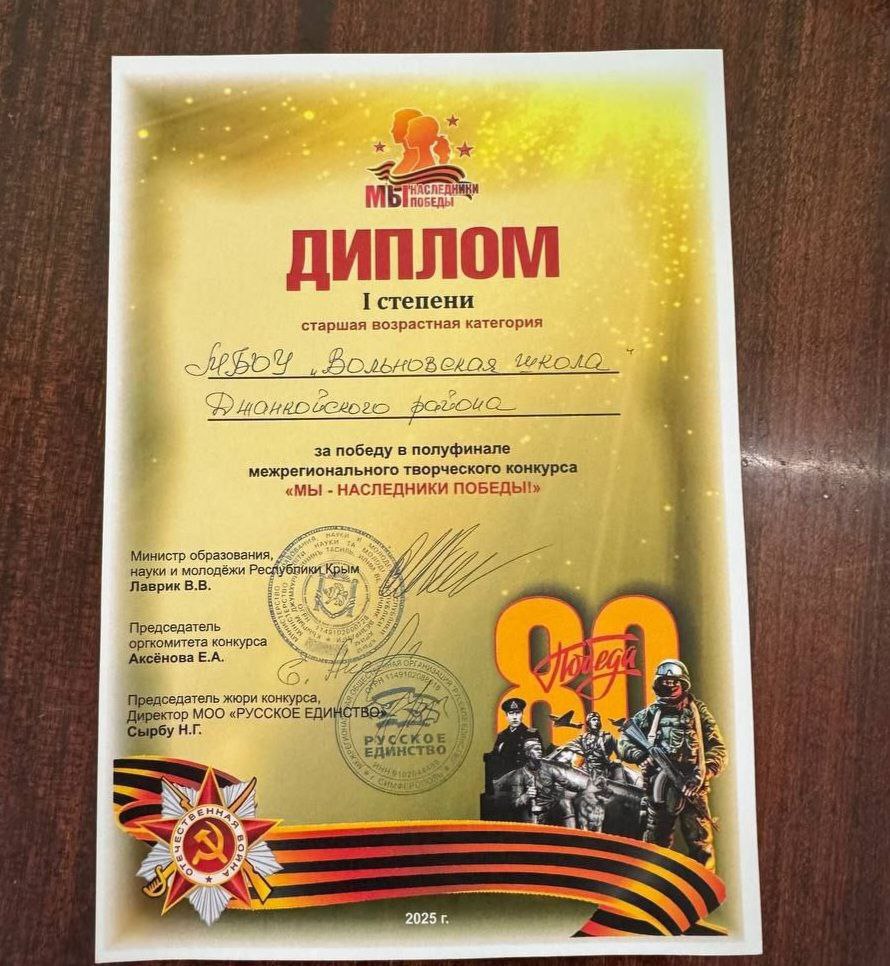 МЫ НАСЛЕДНИКИ
ПОБЕДЫ
ДИПЛОМ
I степени
старшая возрастная категория
МБОУ „Вольновская школа"
Джанкойского района
за победу в полуфинале
межрегионального творческого конкурса
«МЫ - НАСЛЕДНИКИ ПОБЕДЫ!»
Министр образования,
науки и молодёжи Республики Крым
Лаврик В.В.
Председатель
оргкомитета конкурса
Аксёнова Е.А.
Председатель жюри конкурса,
Директор МОО «РУССКОЕ ЕДИНСТВО»
Сырбу Н.Г.
РУССКОЕ
ЕДИНСТВО
г. СИМФЕРОПОЛЬ
80
Победа
ОТЕЧЕСТВЕННАЯ ВОЙНА
2025 г.